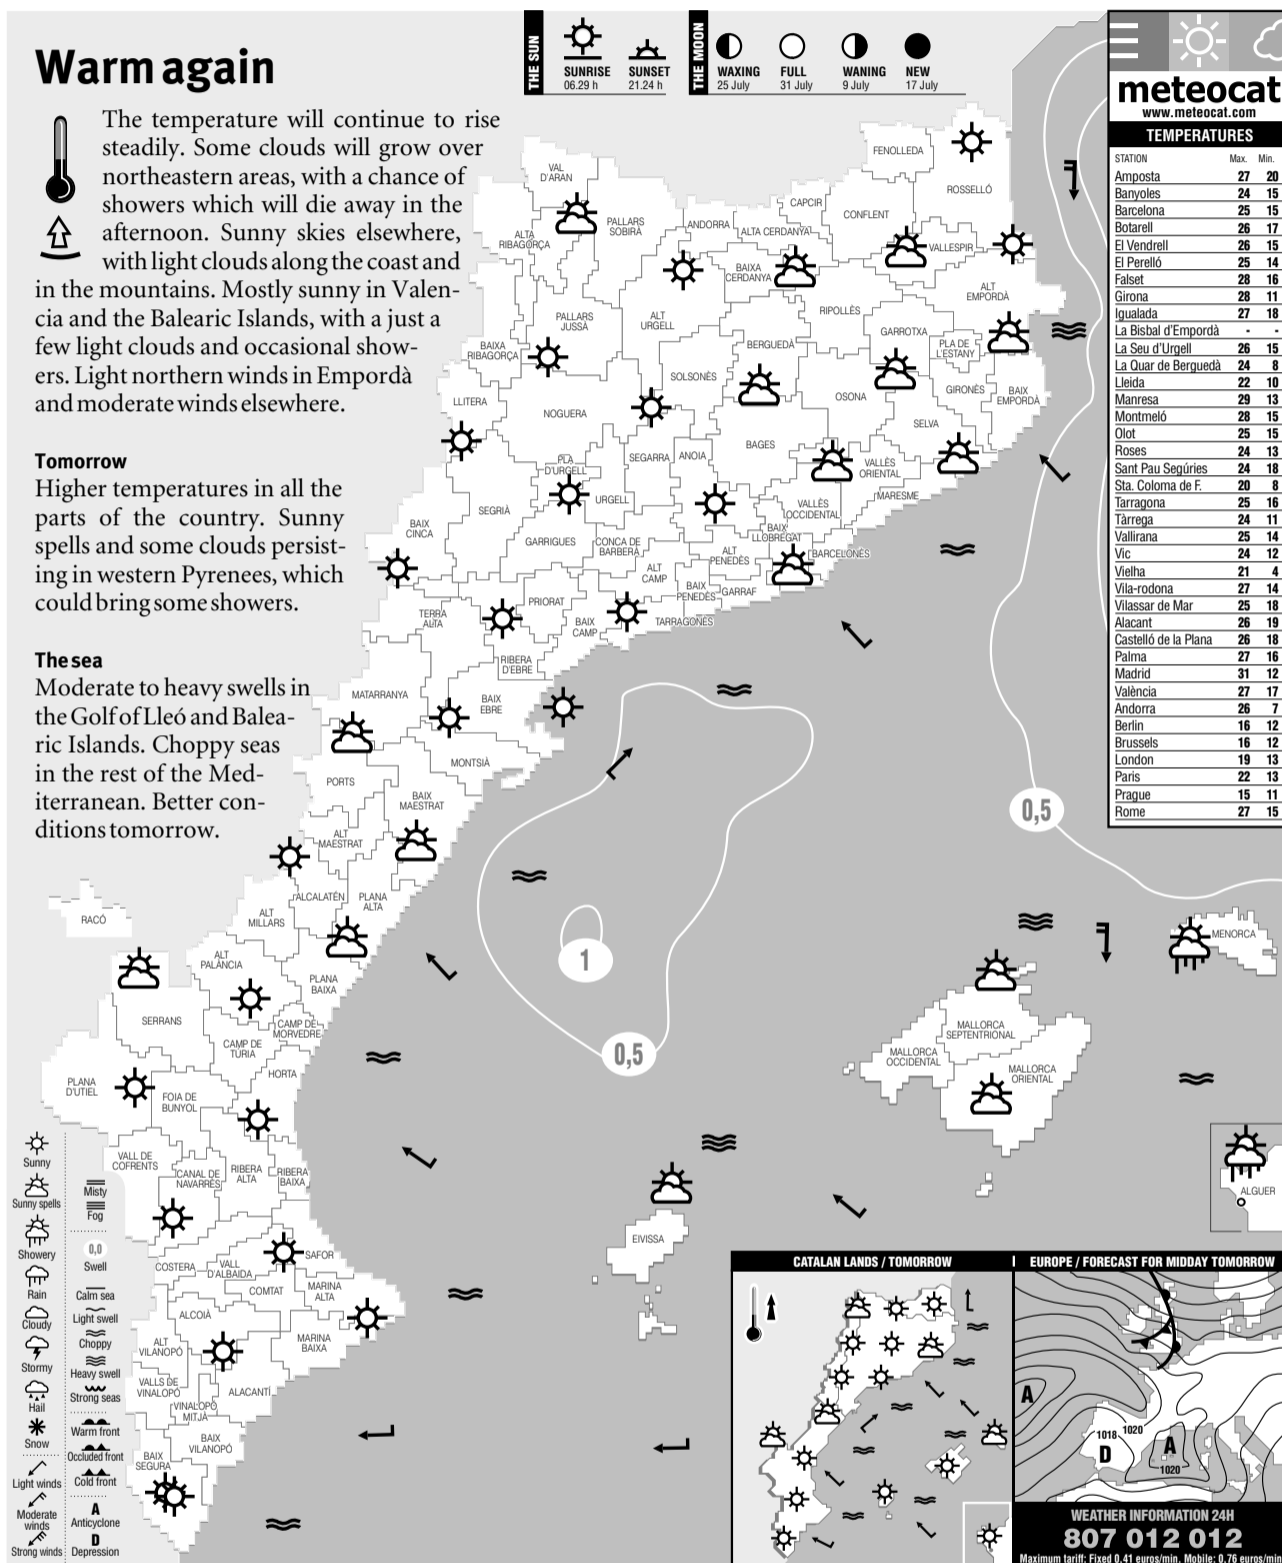 Warm again
The temperature will continue to rise
steadily. Some clouds will grow over
northeastern areas, with a chance of
showers which will die away in the
afternoon. Sunny skies elsewhere,
with light clouds along the coast and
in the mountains. Mostly sunny in Valen-
cia and the Balearic Islands, with a just a
few light clouds and occasional show-
ers. Light northern winds in Empordà
and moderate winds elsewhere.
Tomorrow
Higher temperatures in all the
parts of the country. Sunny
spells and some clouds persist-
ing in western Pyrenees, which
could bring some showers.
The sea
Moderate to heavy swells in
the Golf of Lleó and Balea-
ric Islands. Choppy seas
in the rest of the Med-
iterranean. Better con-
ditions tomorrow.
THE SUN
SUNRISE
06.29 h
SUNSET
21.24 h
THE MOON
WAXING
25 July
FULL
31 July
WANING
9 July
NEW
17 July
meteocat
www.meteocat.com
TEMPERATURES
STATION Max. Min.
Amposta 27 20
Banyoles 24 15
Barcelona 25 15
Botarell 26 17
El Vendrell 26 15
El Perelló 25 14
Falset 28 16
Girona 28 11
Igualada 27 18
La Bisbal d'Empordà -
La Seu d'Urgell 26 15
La Quar de Berguedà 24 8
Lleida 22 10
Manresa 29 13
Montmeló 28 15
Olot 25 15
Roses 24 13
Sant Pau Segúries 24 18
Sta. Coloma de F. 20 8
Tarragona 25 16
Tàrrega 24 11
Vallirana 25 14
Vic 24 12
Vielha 21 4
Vila-rodona 27 14
Vilassar de Mar 25 18
Alacant 26 19
Castelló de la Plana 26 18
Palma 27 16
Madrid 31 12
València 27 17
Andorra 26 7
Berlin 16 12
Brussels 16 12
London 19 13
Paris 22 13
Prague 15 11
Rome 27 15
FENOLLEDA
ROSSELLÓ
VAL
D'ARAN
CAPCIR
CONFLENT
PALLARS
SOBIRÀ
ANDORRA
ALTA CERDANYA
ALTA
RIBAGORÇA
VALLESPIR
BAIXA
CERDANYA
ALT
EMPORDÀ
RIPOLLÈS
PALLARS
JUSSÀ
ALT
URGELL
GARROTXA
BERGUEDÀ
PLA DE
L'ESTANY
BAIXA
RIBAGORÇA
SOLSONÈS
OSONA
GIRONÈS
BAIX
EMPORDÀ
LLITERA
NOGUERA
SELVA
BAGES
SEGARRA
ANOIA
PLA
D'URGELL
VALLÈS
ORIENTAL
URGELL
MARESME
SEGRIÀ
VALLÈS
OCCIDENTAL
BAIX
CINCA
BAIX
LLOBREGAT
GARRIGUES
CONCA DE
BARBERÀ
ALT
PENEDÈS
BARCELONÈS
ALT
CAMP
BAIX
PENEDÈS
GARRAF
PRIORAT
TERRA
ALTA
BAIX
CAMP
TARRAGONÈS
RIBERA
D'EBRE
MATARRANYA
BAIX
EBRE
MONTSIÀ
PORTS
BAIX
MAESTRAT
0,5
ALT
MAESTRAT
ALCALATÉN
PLANA
ALTA
RACÓ
ALT
MILLARS
MENORCA
1
ALT
PALÀNCIA
PLANA
BAIXA
SERRANS
CAMP DE
MORVEDRE
MALLORCA
SEPTENTRIONAL
CAMP DE
TÚRIA
0,5
MALLORCA
OCCIDENTAL
MALLORCA
ORIENTAL
HORTA
PLANA
D'UTIEL
FOIA DE
BUNYOL
VALL DE
COFRENTS
CANAL DE
NAVARRÉS
RIBERA
ALTA
RIBERA
BAIXA
ALGUER
EIVISSA
SAFOR
COSTERA
VALL
D'ALBAIDA
COMTAT
MARINA
ALTA
ALCOIÀ
ALT
VILANOPÓ
MARINA
BAIXA
VALLS DE
VINALOPÓ
ALACANTÍ
VINALOPÓ
MITJÀ
BAIX
VILANOPÓ
BAIX
SEGURA
Sunny
Sunny spells
Showery
Rain
Cloudy
Stormy
Hail
Snow
Light winds
Moderate
winds
Strong winds
Misty
Fog
0,0
Swell
Calm sea
Light swell
Choppy
Heavy swell
Strong seas
Warm front
Occluded front
Cold front
A
Anticyclone
D
Depression
CATALAN LANDS / TOMORROW
EUROPE / FORECAST FOR MIDDAY TOMORROW
A
1018
1020
D
A
1020
WEATHER INFORMATION 24H
807 012 012
Maximum tariff: Fixed 0,41 euros/min. Mobile: 0,76 euros/min